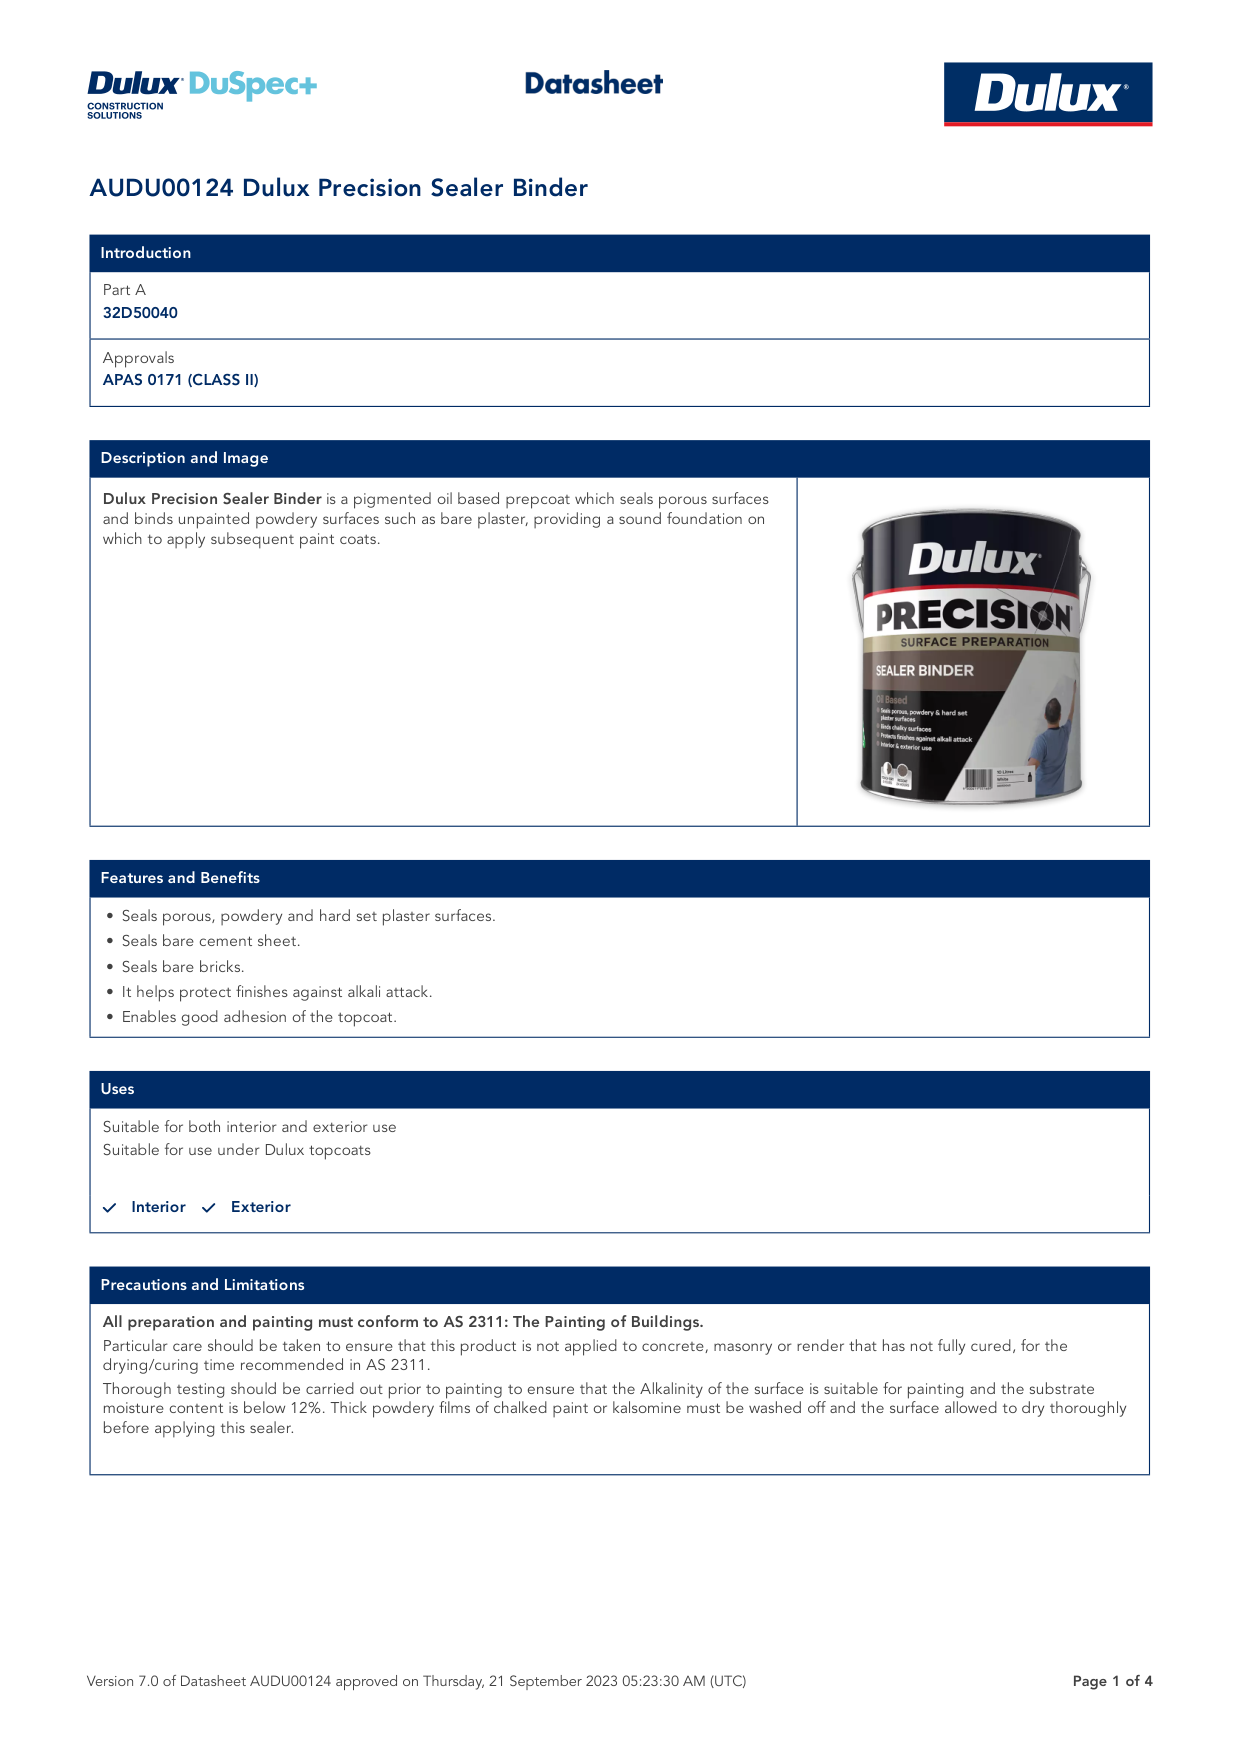 Dulux DuSpec+
CONSTRUCTION
SOLUTIONS
Datasheet
Dulux®
AUDU00124 Dulux Precision Sealer Binder
Introduction
Part A
32D50040
Approvals
APAS 0171 (CLASS II)
Description and Image
Dulux Precision Sealer Binder is a pigmented oil based prepcoat which seals porous surfaces
and binds unpainted powdery surfaces such as bare plaster, providing a sound foundation on
which to apply subsequent paint coats.
Dulux
PRECISION
SURFACE PREPARATION
SEALER BINDER
Oil Based
Seals porous, powdery & hard set
plaster surfaces
Binds chalky surfaces
Protects finishes against alkali attack
Interior & exterior use
10 Litres
White
Features and Benefits
• Seals porous, powdery and hard set plaster surfaces.
• Seals bare cement sheet.
• Seals bare bricks.
• It helps protect finishes against alkali attack.
• Enables good adhesion of the topcoat.
Uses
Suitable for both interior and exterior use
Suitable for use under Dulux topcoats
✓ Interior ✓ Exterior
Precautions and Limitations
All preparation and painting must conform to AS 2311: The Painting of Buildings.
Particular care should be taken to ensure that this product is not applied to concrete, masonry or render that has not fully cured, for the
drying/curing time recommended in AS 2311.
Thorough testing should be carried out prior to painting to ensure that the Alkalinity of the surface is suitable for painting and the substrate
moisture content is below 12%. Thick powdery films of chalked paint or kalsomine must be washed off and the surface allowed to dry thoroughly
before applying this sealer.
Version 7.0 of Datasheet AUDU00124 approved on Thursday, 21 September 2023 05:23:30 AM (UTC)
Page 1 of 4